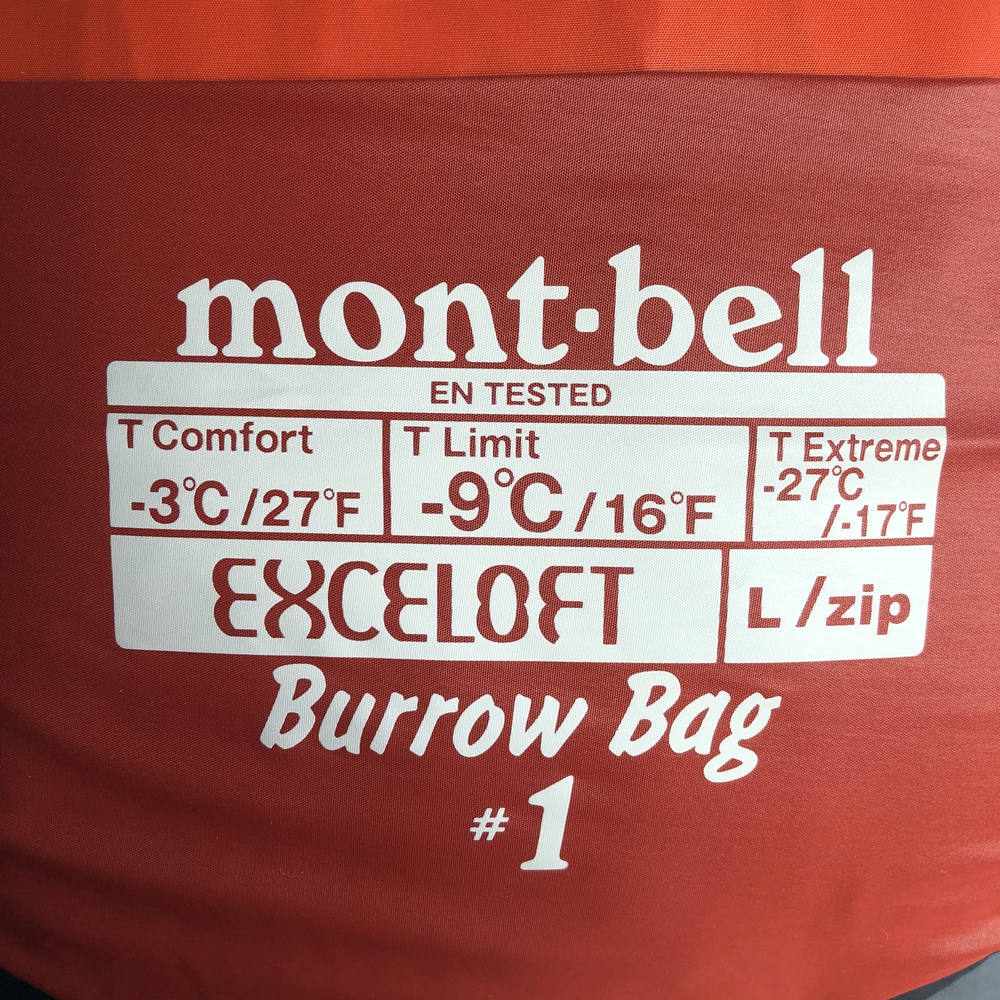 mont·bell
EN TESTED
T Comfort
-3°C/27°F
T Limit
-9°C/16°F
T Extreme
-27°C
/-17°F
EXCELOFT
L/zip
Burrow Bag
#1